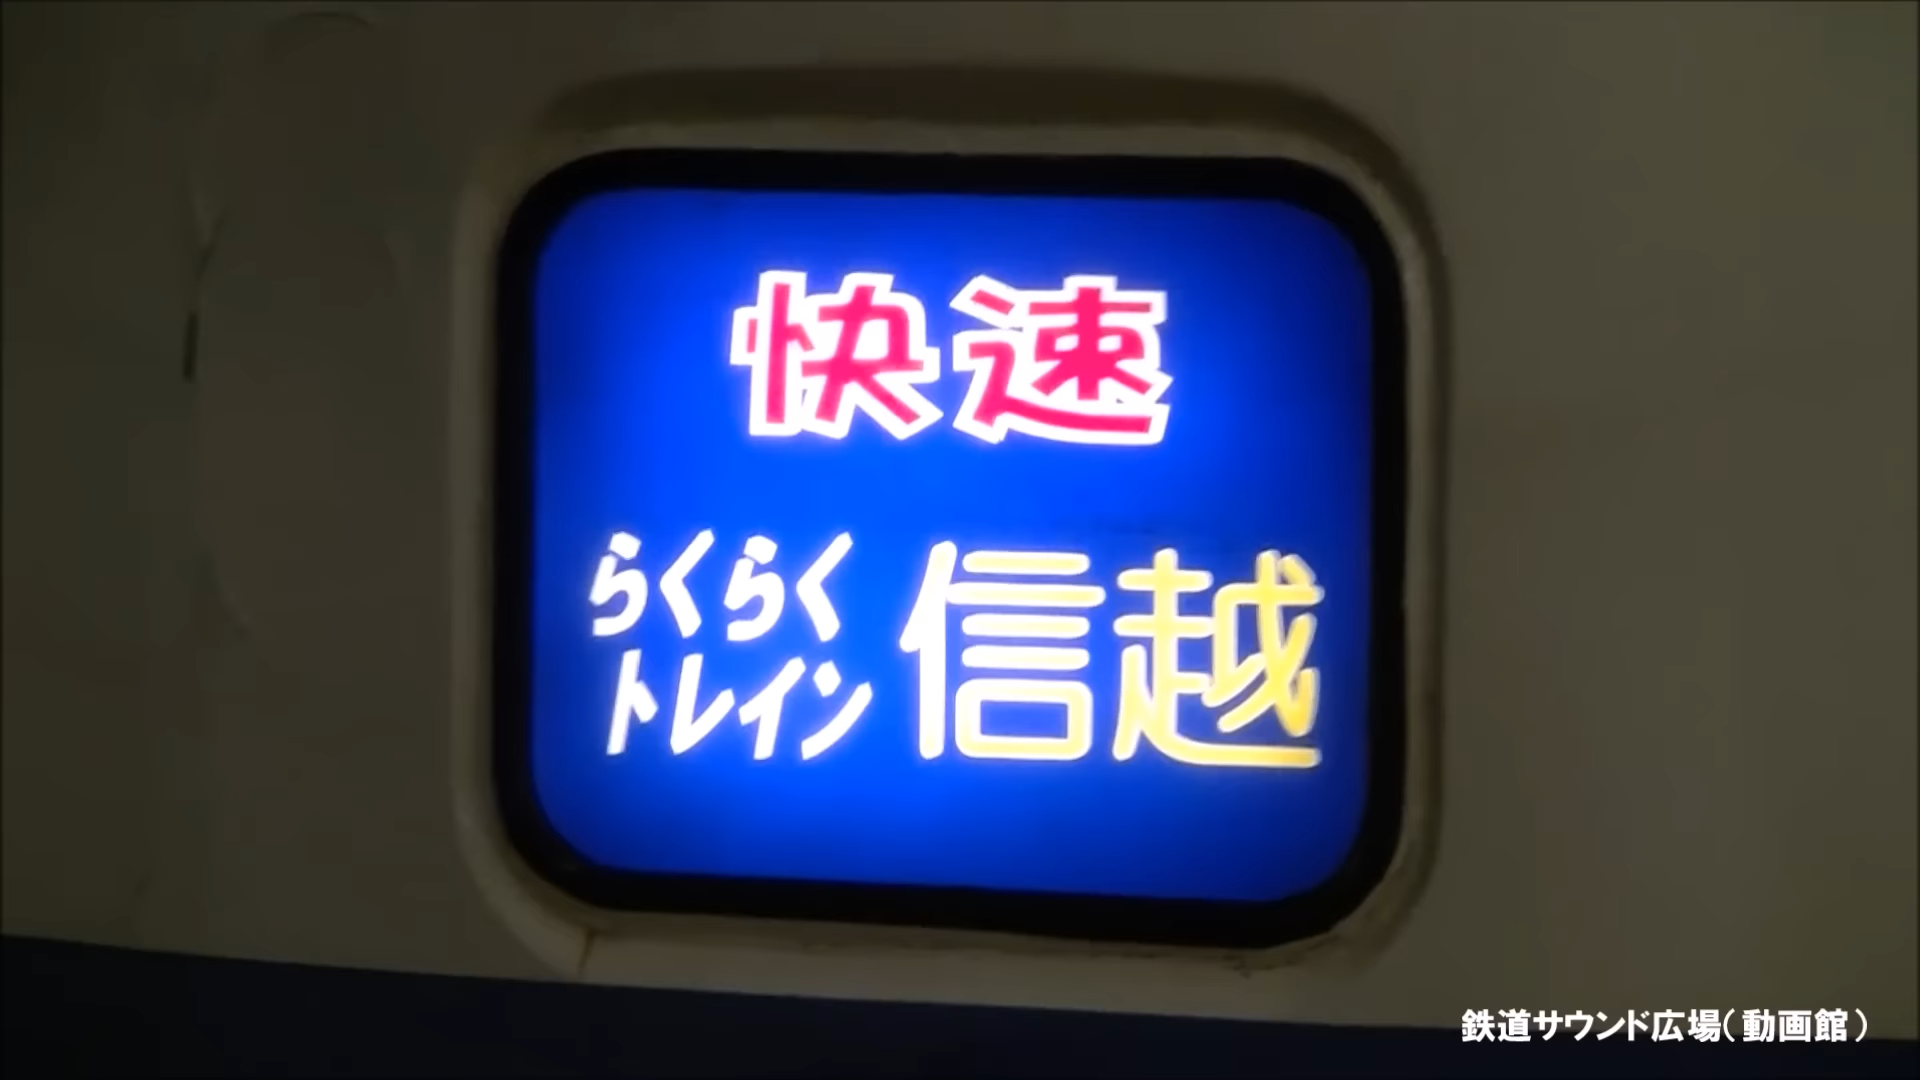 快速
らくらく
トレイン
信越
鉄道サウンド広場(動画館)